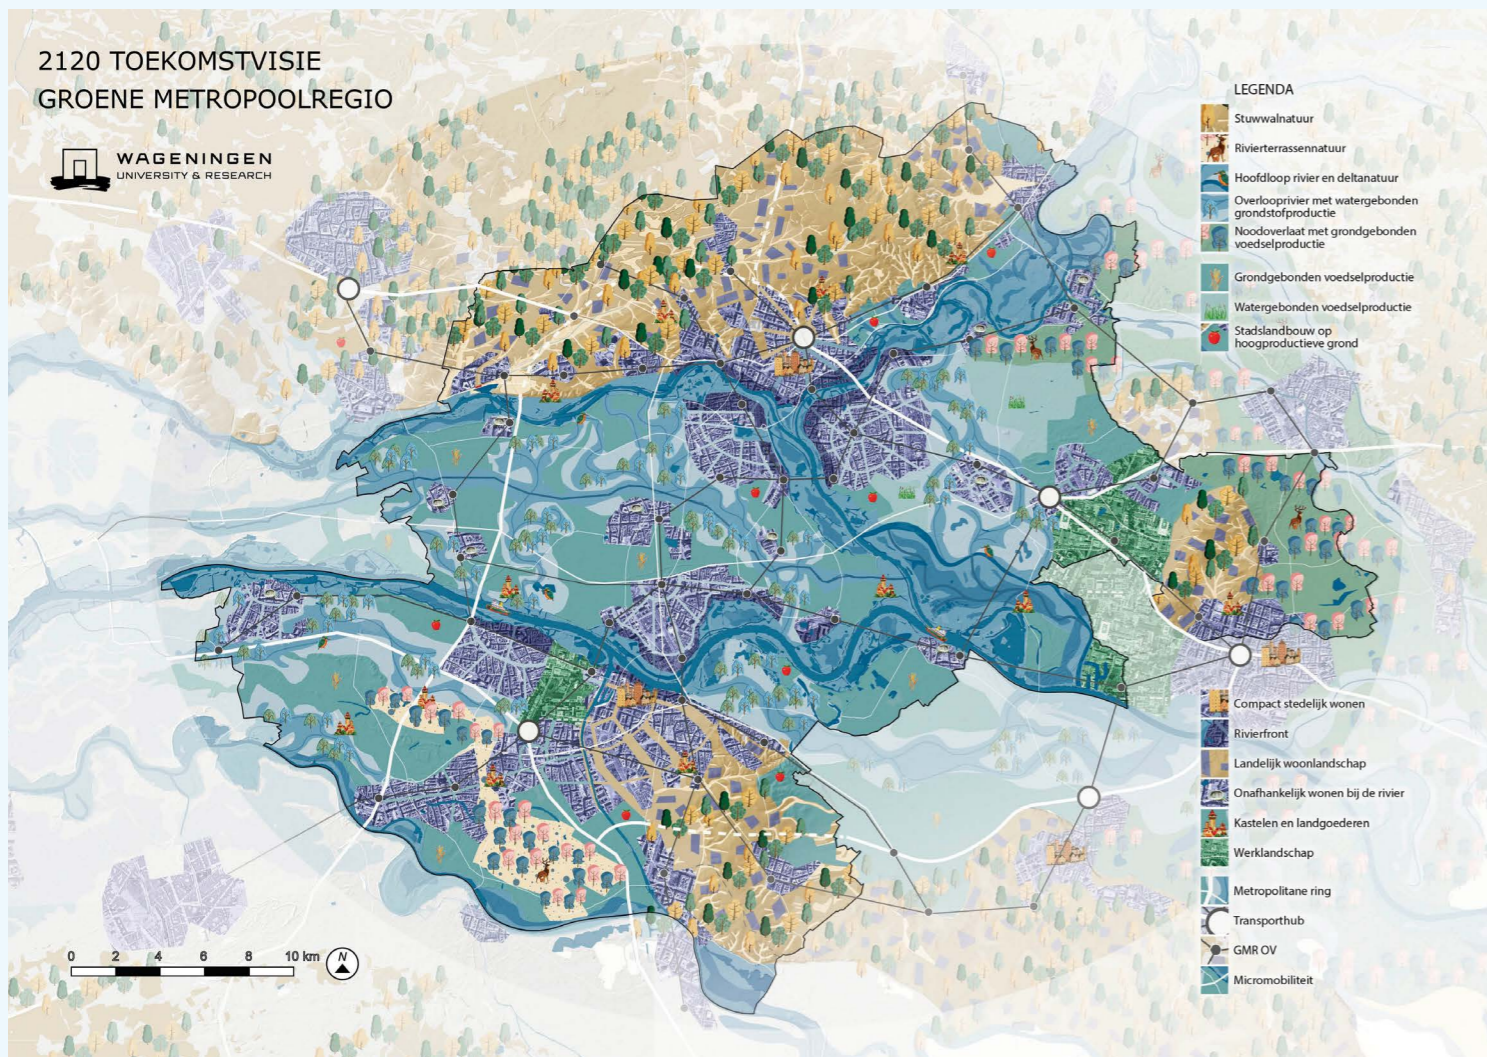 2120 TOEKOMSTVISIE
GROENE METROPOOLREGIO
WAGENINGEN
UNIVERSITY & RESEARCH
LEGENDA
Stuwwalnatuur
Rivierterrassennatuur
Hoofdloop rivier en deltanatuur
Overlooprivier met watergebonden
grondstofproductie
Noodoverlaat met grondgebonden
voedselproductie
Grondgebonden voedselproductie
Watergebonden voedselproductie
Stadslandbouw op
hoogproductieve grond
Compact stedelijk wonen
Rivierfront
Landelijk woonlandschap
Onafhankelijk wonen bij de rivier
Kastelen en landgoederen
Werklandschap
Metropolitane ring
Transporthub
GMR OV
Micromobiliteit
0 2 4 6 8 10 km
N